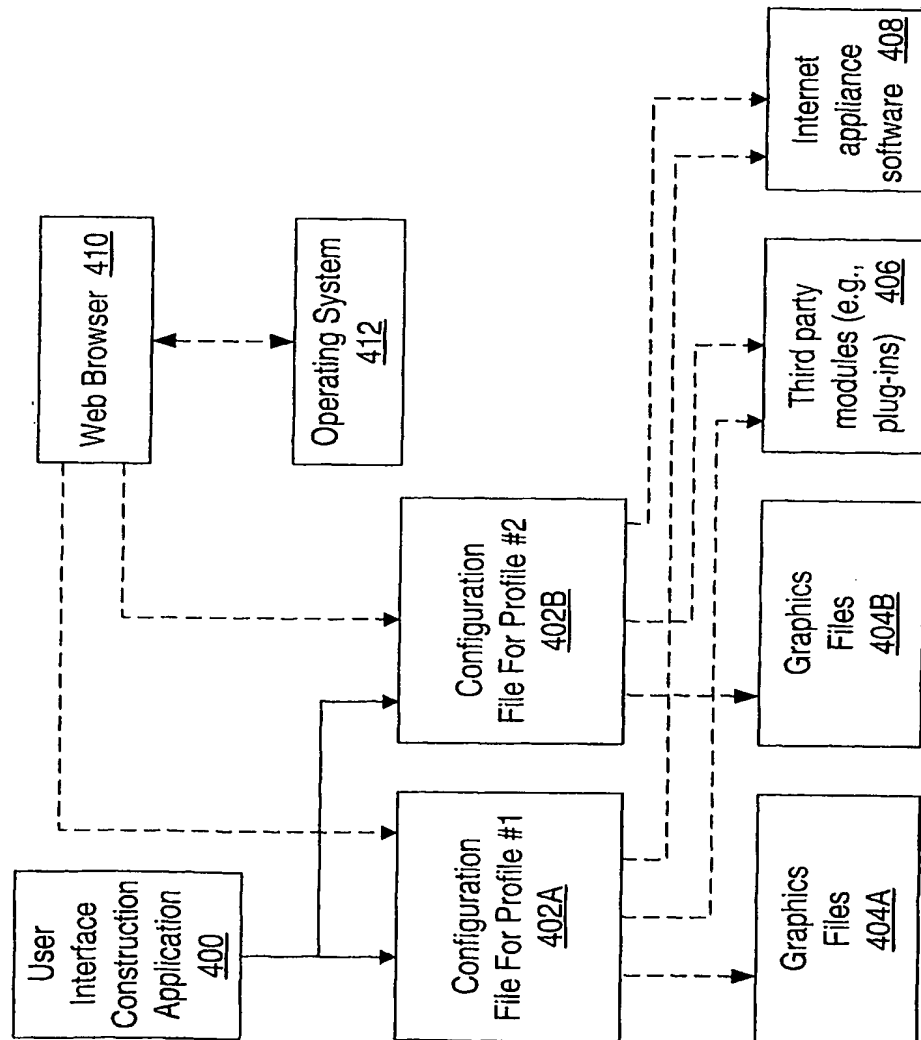 User
Interface
Construction
Application
400
Web Browser 410
Operating System
412
Configuration
File For Profile #1
402A
Configuration
File For Profile #2
402B
Graphics
Files
404A
Graphics
Files
404B
Third party
modules (e.g.,
plug-ins) 406
Internet
appliance
software 408